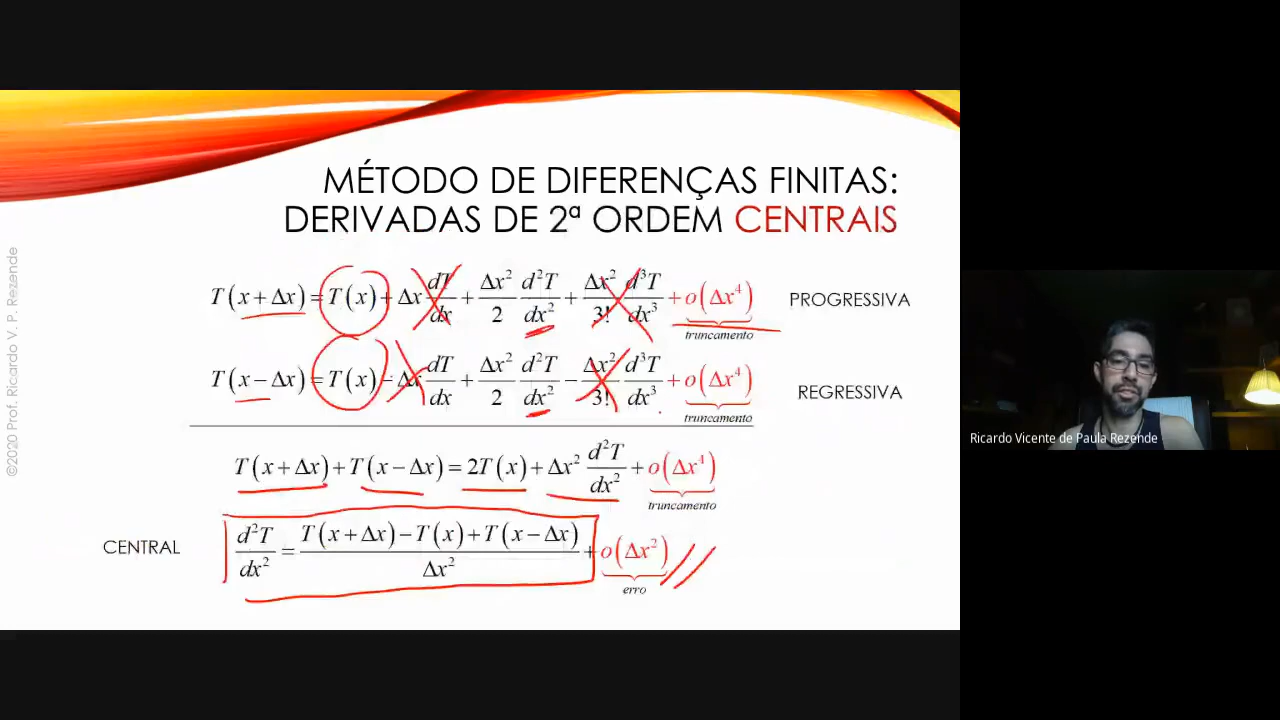 MÉTODO DE DIFERENÇAS FINITAS:
DERIVADAS DE 2ª ORDEM CENTRAIS
T(x + Δx) = T(x) + Δx dT/dx + Δx²/2 d²T/dx² + Δx²/3! d³T/dx³ + o(Δx⁴) PROGRESSIVA
truncamento
T(x − Δx) = T(x) − Δx dT/dx + Δx²/2 d²T/dx² − Δx²/3! d³T/dx³ + o(Δx⁴) REGRESSIVA
truncamento
T(x + Δx) + T(x − Δx) = 2T(x) + Δx² d²T/dx² + o(Δx⁴)
truncamento
CENTRAL d²T/dx² = T(x + Δx) − T(x) + T(x − Δx)/Δx² + o(Δx²)
erro
©2020 Prof. Ricardo V. P. Rezende
Ricardo Vicente de Paula Rezende